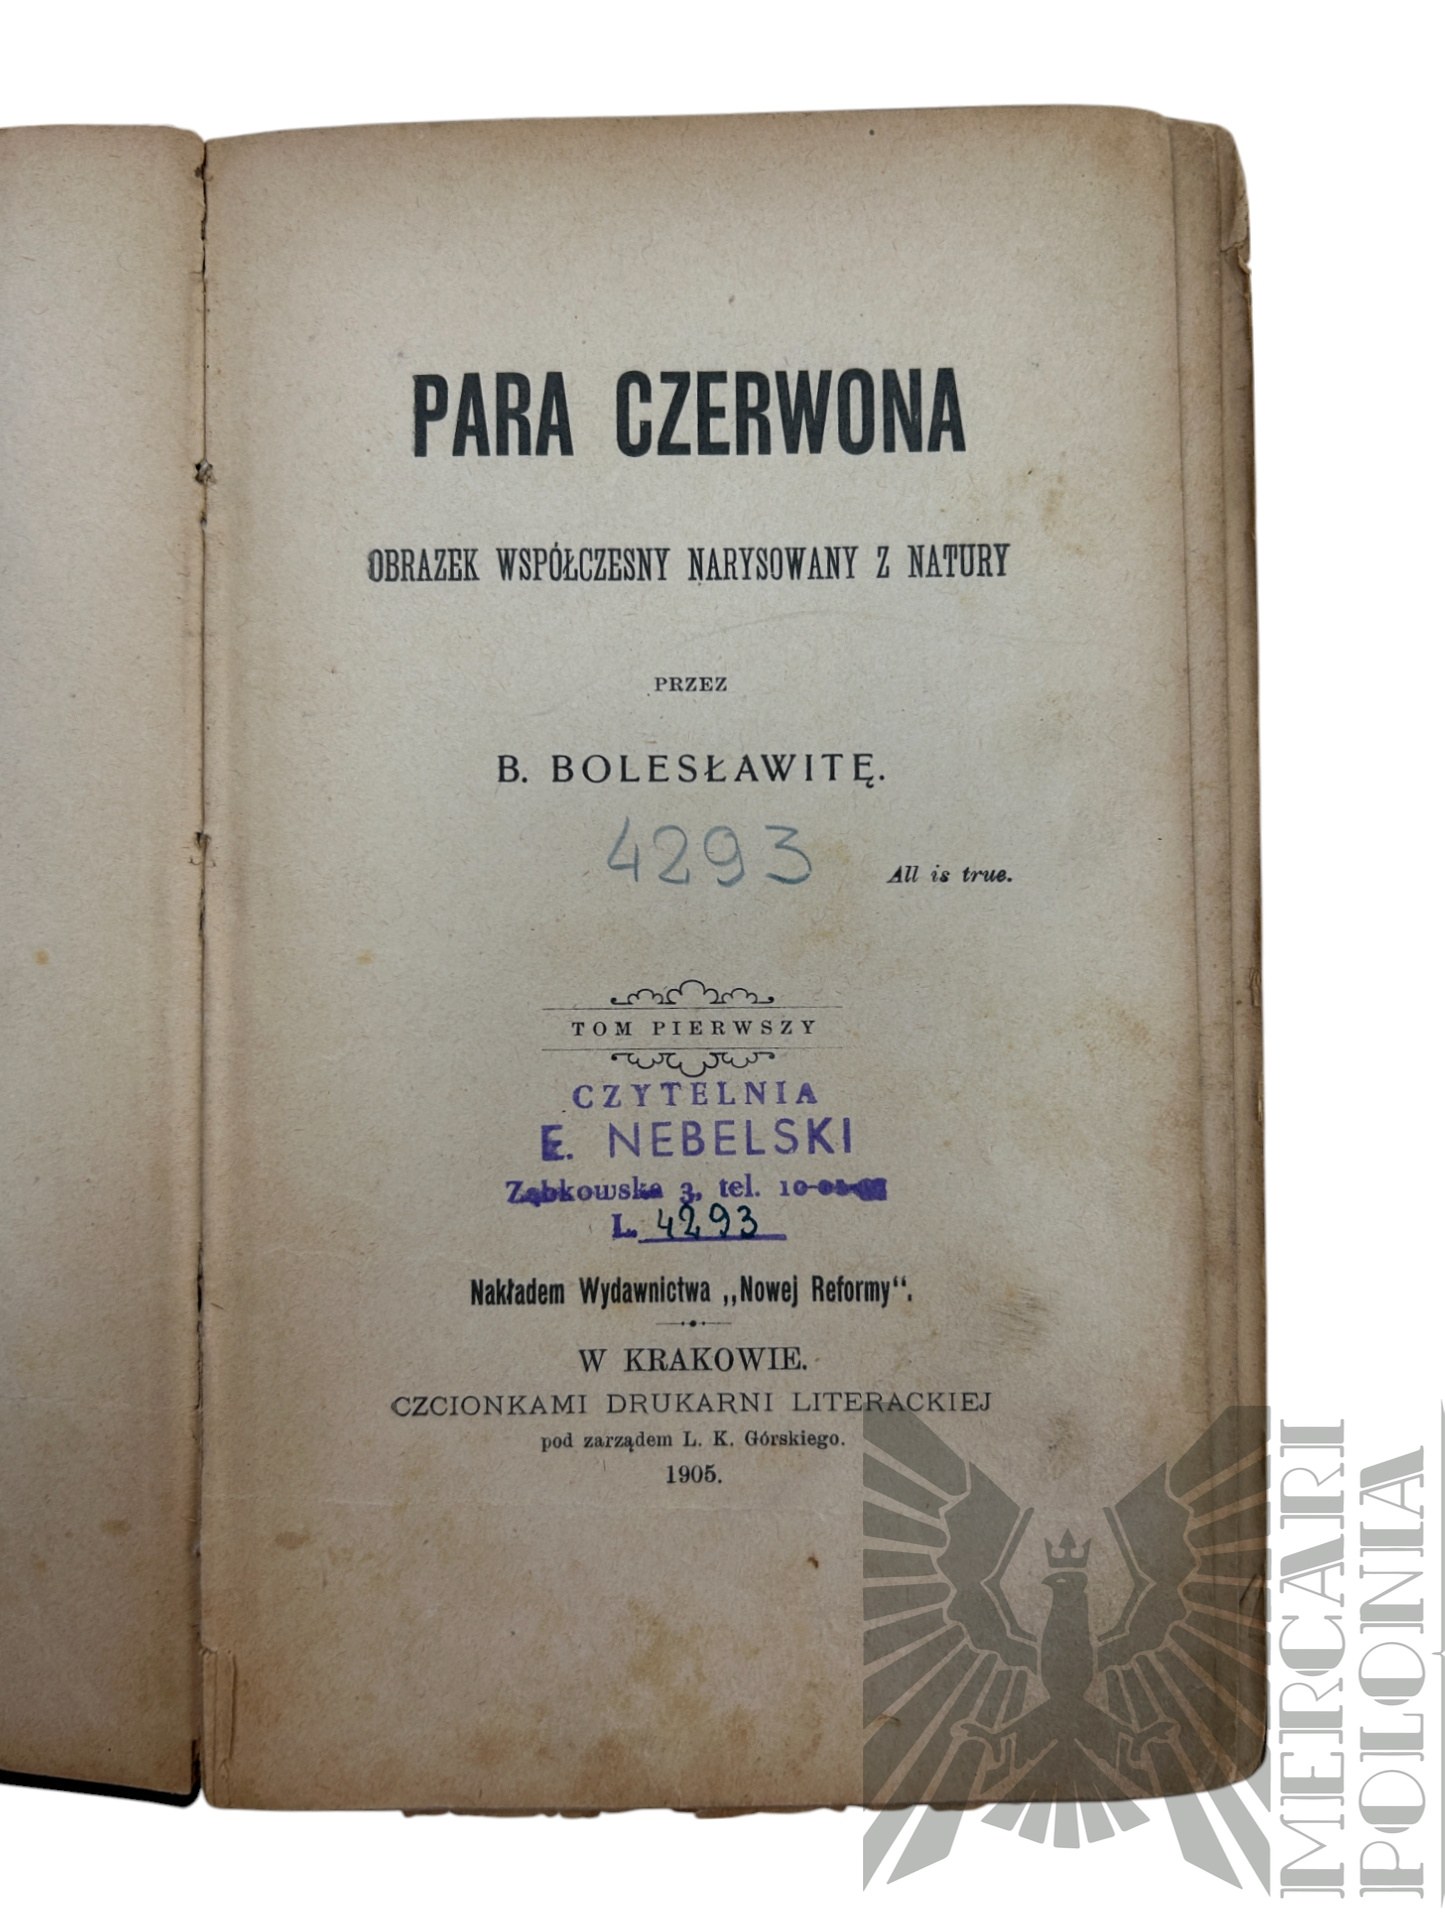 PARA CZERWONA
OBRAZEK WSPÓŁCZESNY NARYSOWANY Z NATURY
PRZEZ
B. BOLESŁAWITĘ.
4293
All is true.
TOM PIERWSZY
CZYTELNIA
E. NEBELSKI
Ząbkowska 3, tel. 10-
L. 4293
Nakładem Wydawnictwa „Nowej Reformy“.
W KRAKOWIE.
CZCIONKAMI DRUKARNI LITERACKIEJ
pod zarządem L. K. Górskiego.
1905.
MERCARI
POLONIA